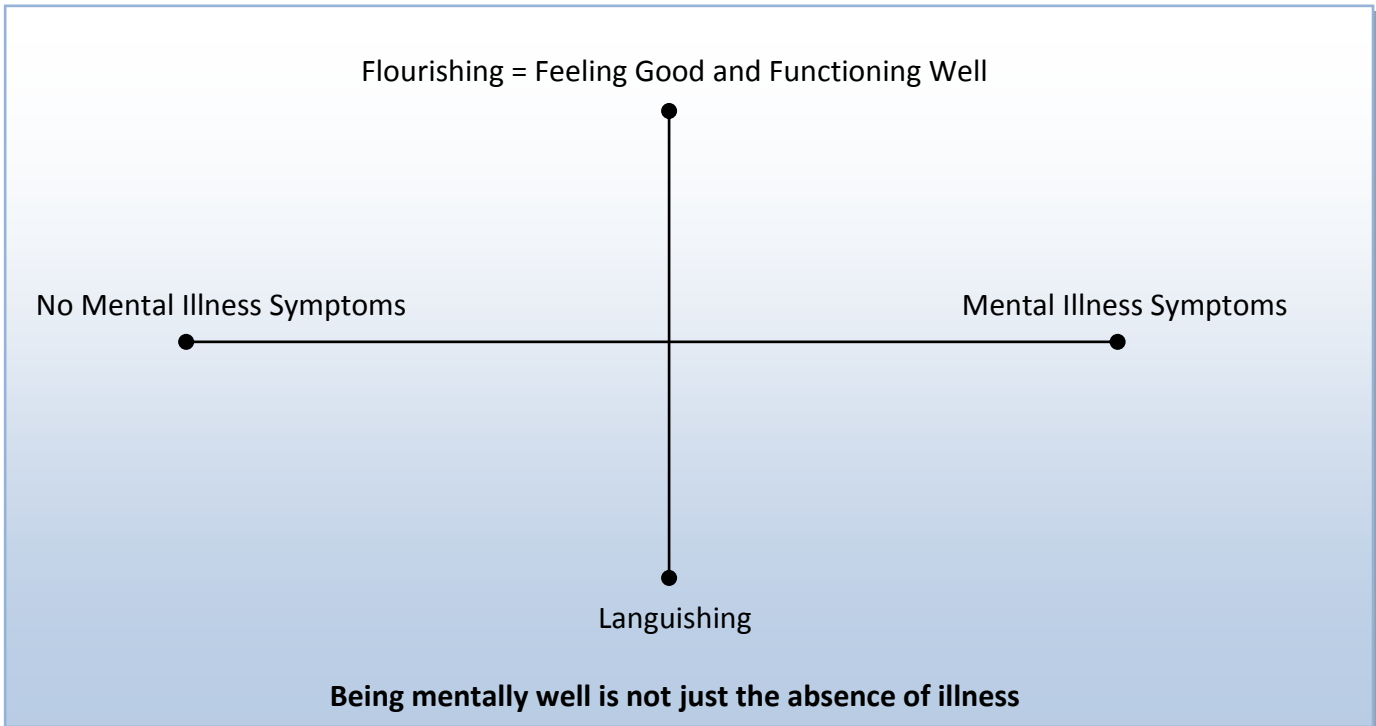 Flourishing = Feeling Good and Functioning Well
No Mental Illness Symptoms
Mental Illness Symptoms
Languishing
Being mentally well is not just the absence of illness